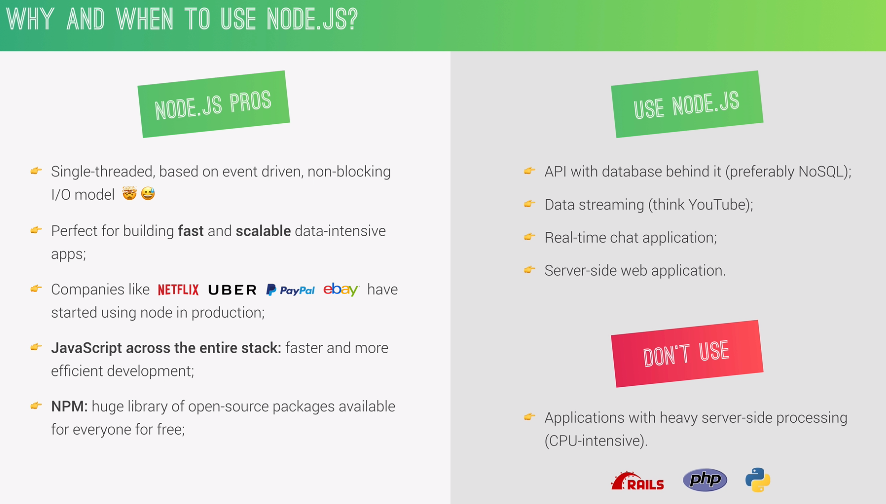 WHY AND WHEN TO USE NODE.JS?
NODE.JS PROS
Single-threaded, based on event driven, non-blocking
I/O model 🤯 😅
Perfect for building fast and scalable data-intensive
apps;
Companies like NETFLIX UBER PayPal ebay have
started using node in production;
JavaScript across the entire stack: faster and more
efficient development;
NPM: huge library of open-source packages available
for everyone for free;
USE NODE.JS
API with database behind it (preferably NoSQL);
Data streaming (think YouTube);
Real-time chat application;
Server-side web application.
DON'T USE
Applications with heavy server-side processing
(CPU-intensive).
RAILS php